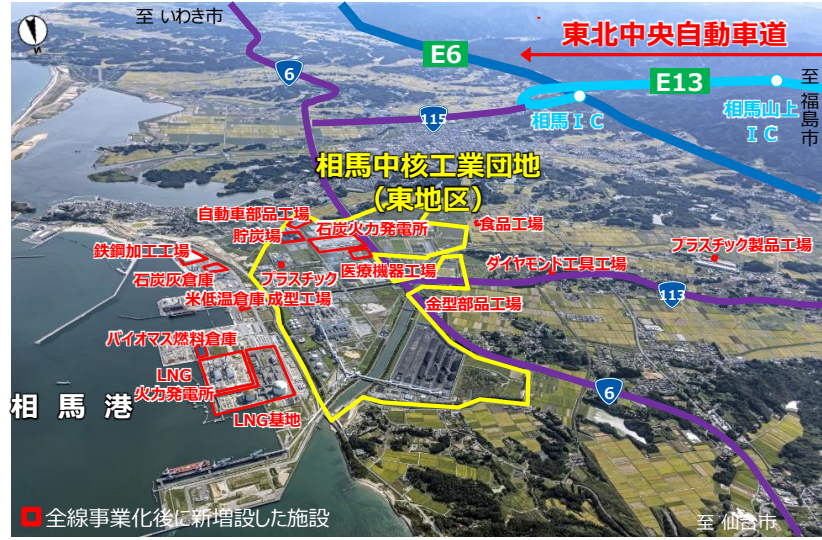 至 いわき市
東北中央自動車道
6
E6
E13
至福島市
115
相馬ＩＣ
相馬山上
ＩＣ
相馬中核工業団地
（東地区）
自動車部品工場
貯炭場
石炭火力発電所
食品工場
鉄鋼加工工場
石炭灰倉庫
プラスチック
成型工場
医療機器工場
ダイヤモンド工具工場
プラスチック製品工場
米低温倉庫
金型部品工場
113
バイオマス燃料倉庫
LNG
火力発電所
相馬港
LNG基地
6
全線事業化後に新増設した施設
至 仙台市